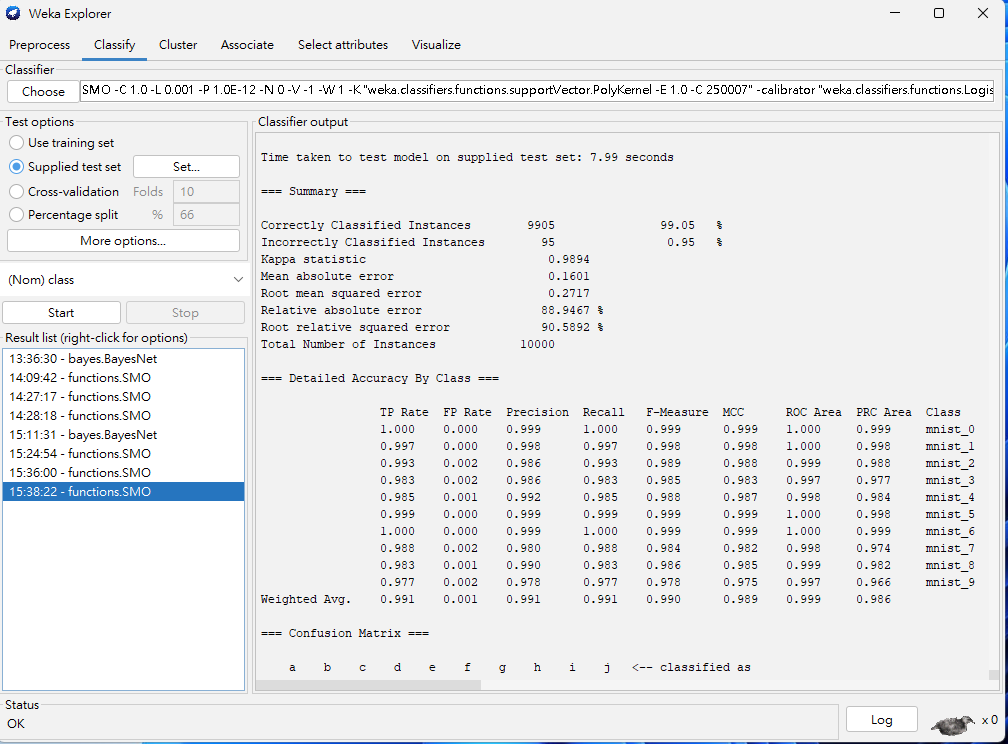 Weka Explorer
Preprocess Classify Cluster Associate Select attributes Visualize
Classifier
Choose SMO -C 1.0 -L 0.001 -P 1.0E-12 -N 0 -V -1 -W 1 -K "weka.classifiers.functions.supportVector.PolyKernel -E 1.0 -C 250007" -calibrator "weka.classifiers.functions.Logis
Test options
Use training set
Supplied test set Set...
Cross-validation Folds 10
Percentage split % 66
More options...
(Nom) class
Start Stop
Result list (right-click for options)
13:36:30 - bayes.BayesNet
14:09:42 - functions.SMO
14:27:17 - functions.SMO
14:28:18 - functions.SMO
15:11:31 - bayes.BayesNet
15:24:54 - functions.SMO
15:36:00 - functions.SMO
15:38:22 - functions.SMO
Classifier output
Time taken to test model on supplied test set: 7.99 seconds
=== Summary ===
Correctly Classified Instances 9905 99.05 %
Incorrectly Classified Instances 95 0.95 %
Kappa statistic 0.9894
Mean absolute error 0.1601
Root mean squared error 0.2717
Relative absolute error 88.9467 %
Root relative squared error 90.5892 %
Total Number of Instances 10000
=== Detailed Accuracy By Class ===
TP Rate FP Rate Precision Recall F-Measure MCC ROC Area PRC Area Class
1.000 0.000 0.999 1.000 0.999 0.999 1.000 0.999 mnist_0
0.997 0.000 0.998 0.997 0.998 0.998 1.000 0.998 mnist_1
0.993 0.002 0.986 0.993 0.989 0.988 0.999 0.988 mnist_2
0.983 0.002 0.986 0.983 0.985 0.983 0.997 0.977 mnist_3
0.985 0.001 0.992 0.985 0.988 0.987 0.998 0.984 mnist_4
0.999 0.000 0.999 0.999 0.999 0.999 1.000 0.998 mnist_5
1.000 0.000 0.999 1.000 0.999 0.999 1.000 0.999 mnist_6
0.988 0.002 0.980 0.988 0.984 0.982 0.998 0.974 mnist_7
0.983 0.001 0.990 0.983 0.986 0.985 0.999 0.982 mnist_8
0.977 0.002 0.978 0.977 0.978 0.975 0.997 0.966 mnist_9
Weighted Avg. 0.991 0.001 0.991 0.991 0.990 0.989 0.999 0.986
=== Confusion Matrix ===
a b c d e f g h i j <-- classified as
Status
OK
Log
x 0